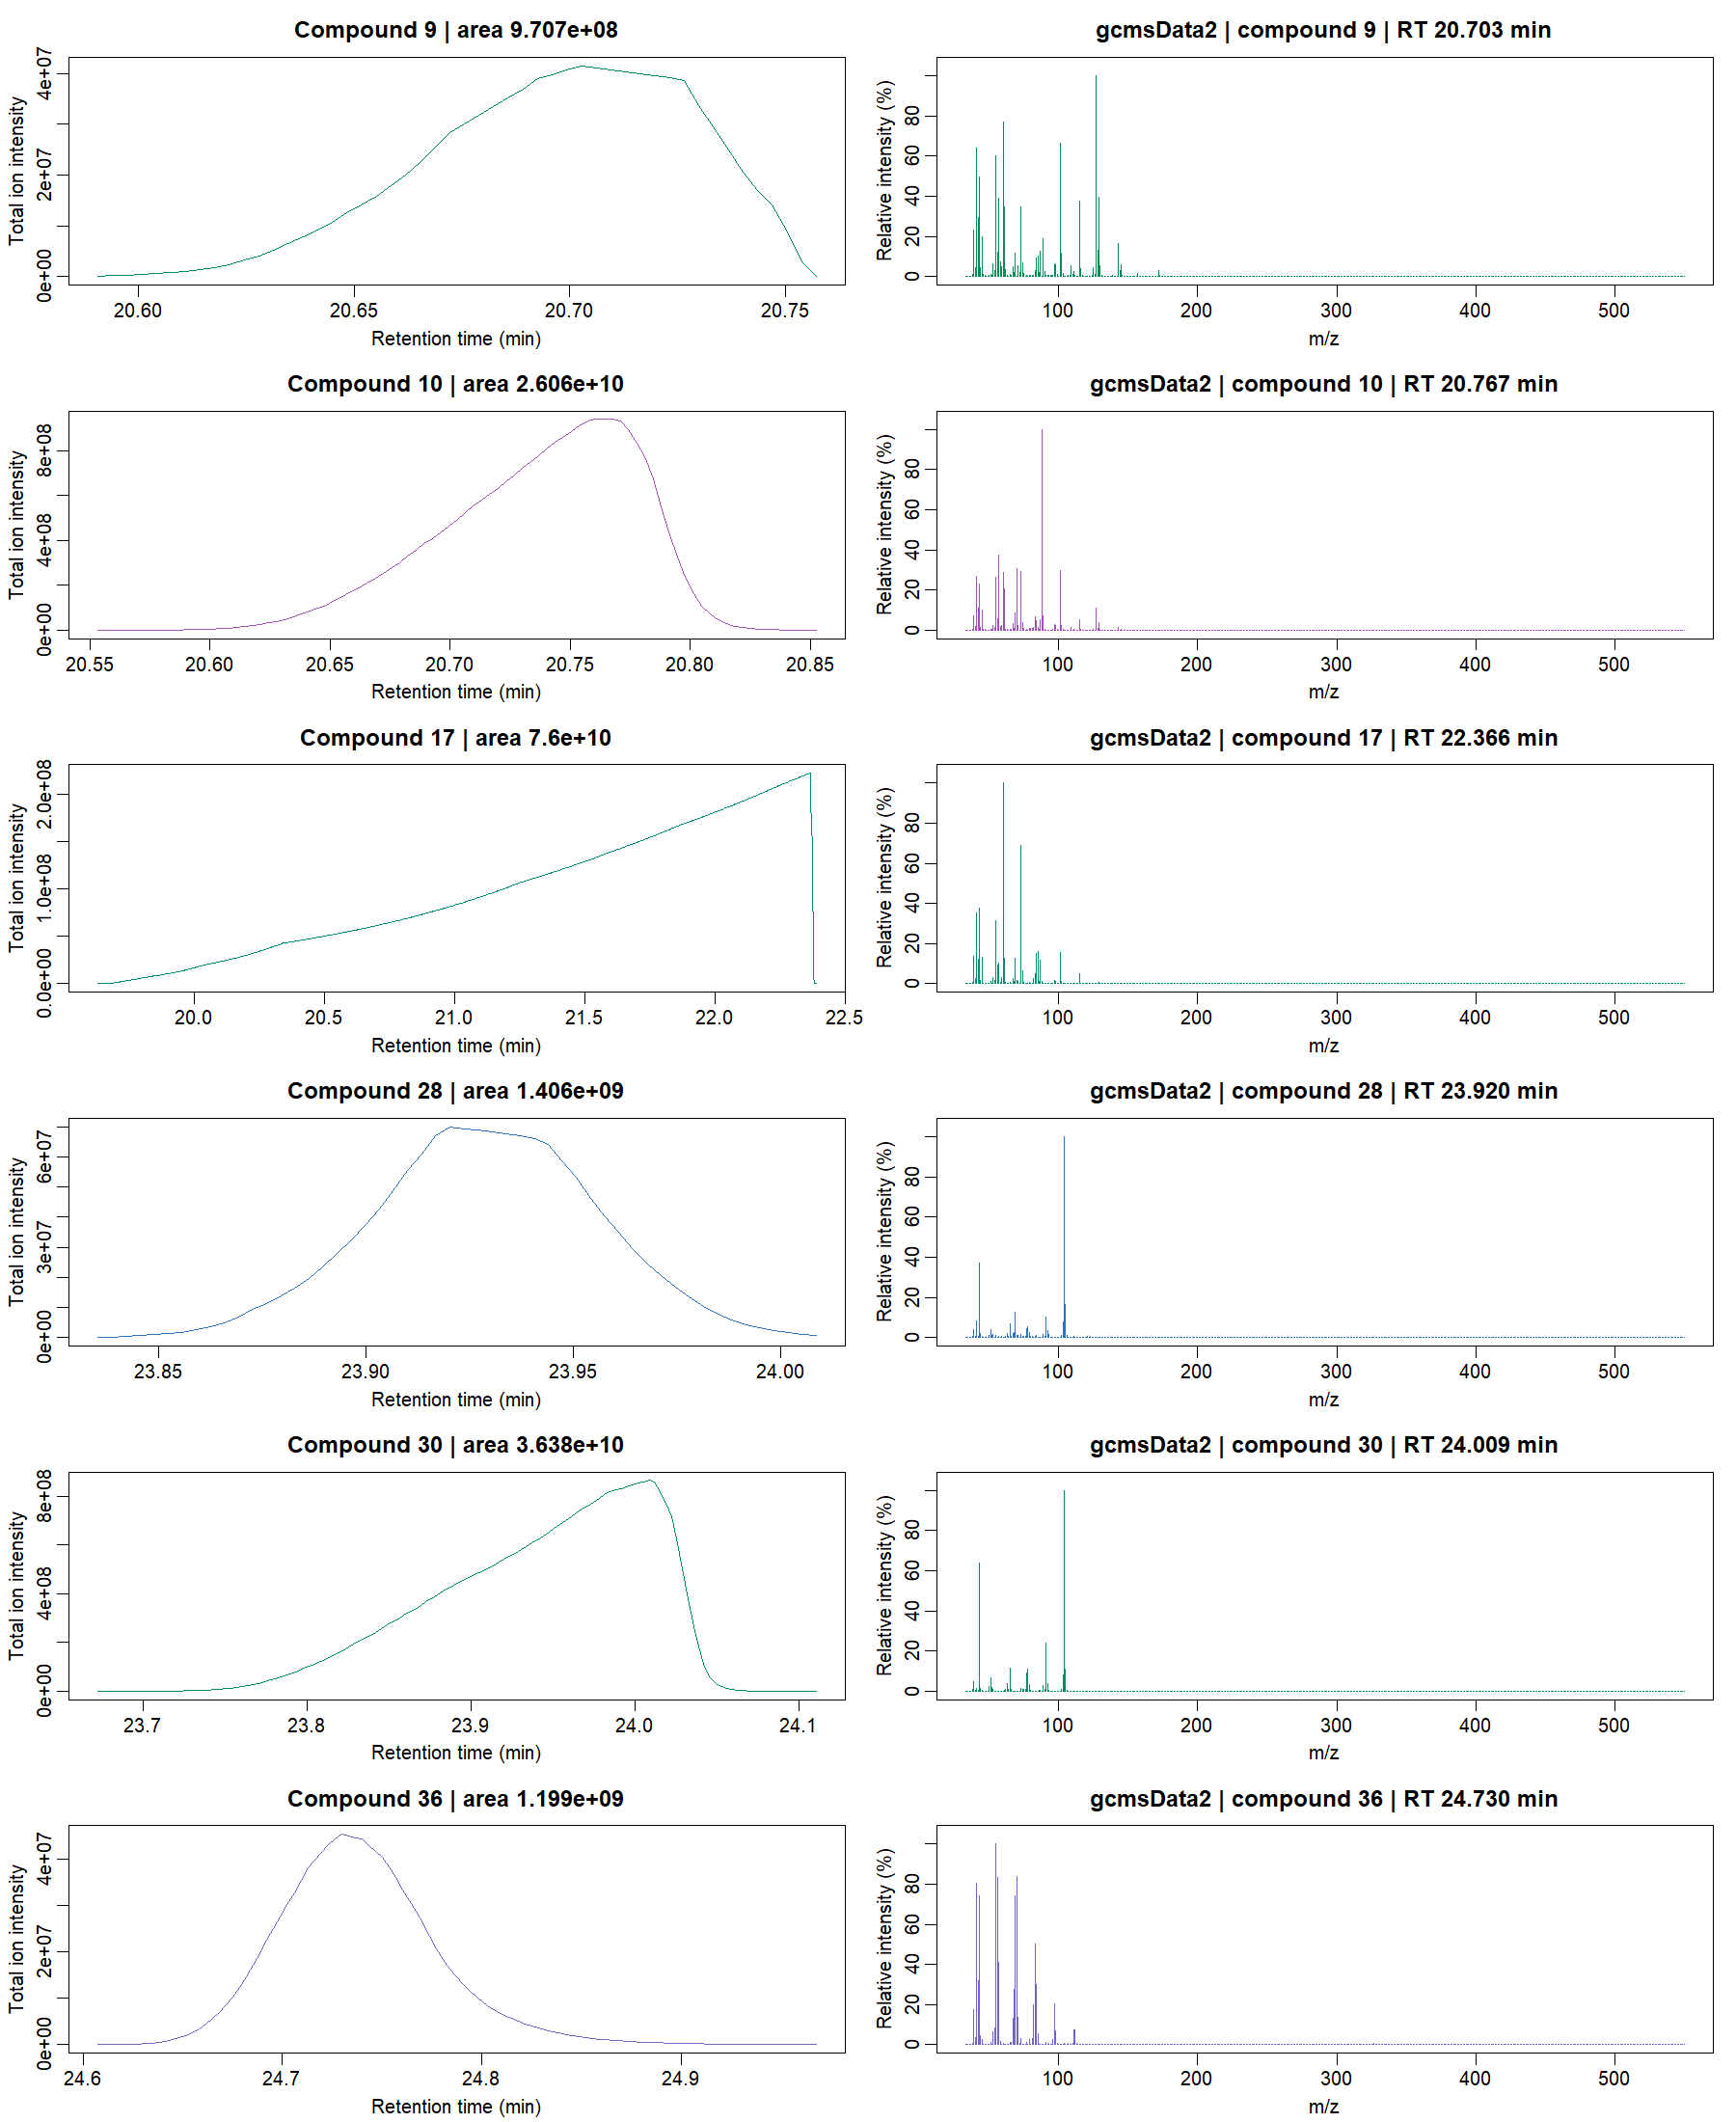 Compound 9 | area 9.707e+08
Total ion intensity
0e+00 2e+07 4e+07
20.60 20.65 20.70 20.75
Retention time (min)
gcmsData2 | compound 9 | RT 20.703 min
Relative intensity (%)
0 20 40 60 80
100 200 300 400 500
m/z
Compound 10 | area 2.606e+10
Total ion intensity
0e+00 4e+08 8e+08
20.55 20.60 20.65 20.70 20.75 20.80 20.85
Retention time (min)
gcmsData2 | compound 10 | RT 20.767 min
Relative intensity (%)
0 20 40 60 80
100 200 300 400 500
m/z
Compound 17 | area 7.6e+10
Total ion intensity
0.0e+00 1.0e+08 2.0e+08
20.0 20.5 21.0 21.5 22.0 22.5
Retention time (min)
gcmsData2 | compound 17 | RT 22.366 min
Relative intensity (%)
0 20 40 60 80
100 200 300 400 500
m/z
Compound 28 | area 1.406e+09
Total ion intensity
0e+00 3e+07 6e+07
23.85 23.90 23.95 24.00
Retention time (min)
gcmsData2 | compound 28 | RT 23.920 min
Relative intensity (%)
0 20 40 60 80
100 200 300 400 500
m/z
Compound 30 | area 3.638e+10
Total ion intensity
0e+00 4e+08 8e+08
23.7 23.8 23.9 24.0 24.1
Retention time (min)
gcmsData2 | compound 30 | RT 24.009 min
Relative intensity (%)
0 20 40 60 80
100 200 300 400 500
m/z
Compound 36 | area 1.199e+09
Total ion intensity
0e+00 2e+07 4e+07
24.6 24.7 24.8 24.9
Retention time (min)
gcmsData2 | compound 36 | RT 24.730 min
Relative intensity (%)
0 20 40 60 80
100 200 300 400 500
m/z